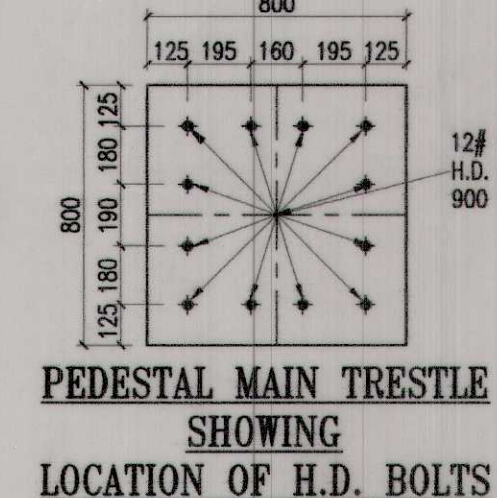 800
125 195 160 195 125
125
180
190
180
125
800
12#
H.D.
900
PEDESTAL MAIN TRESTLE
SHOWING
LOCATION OF H.D. BOLTS